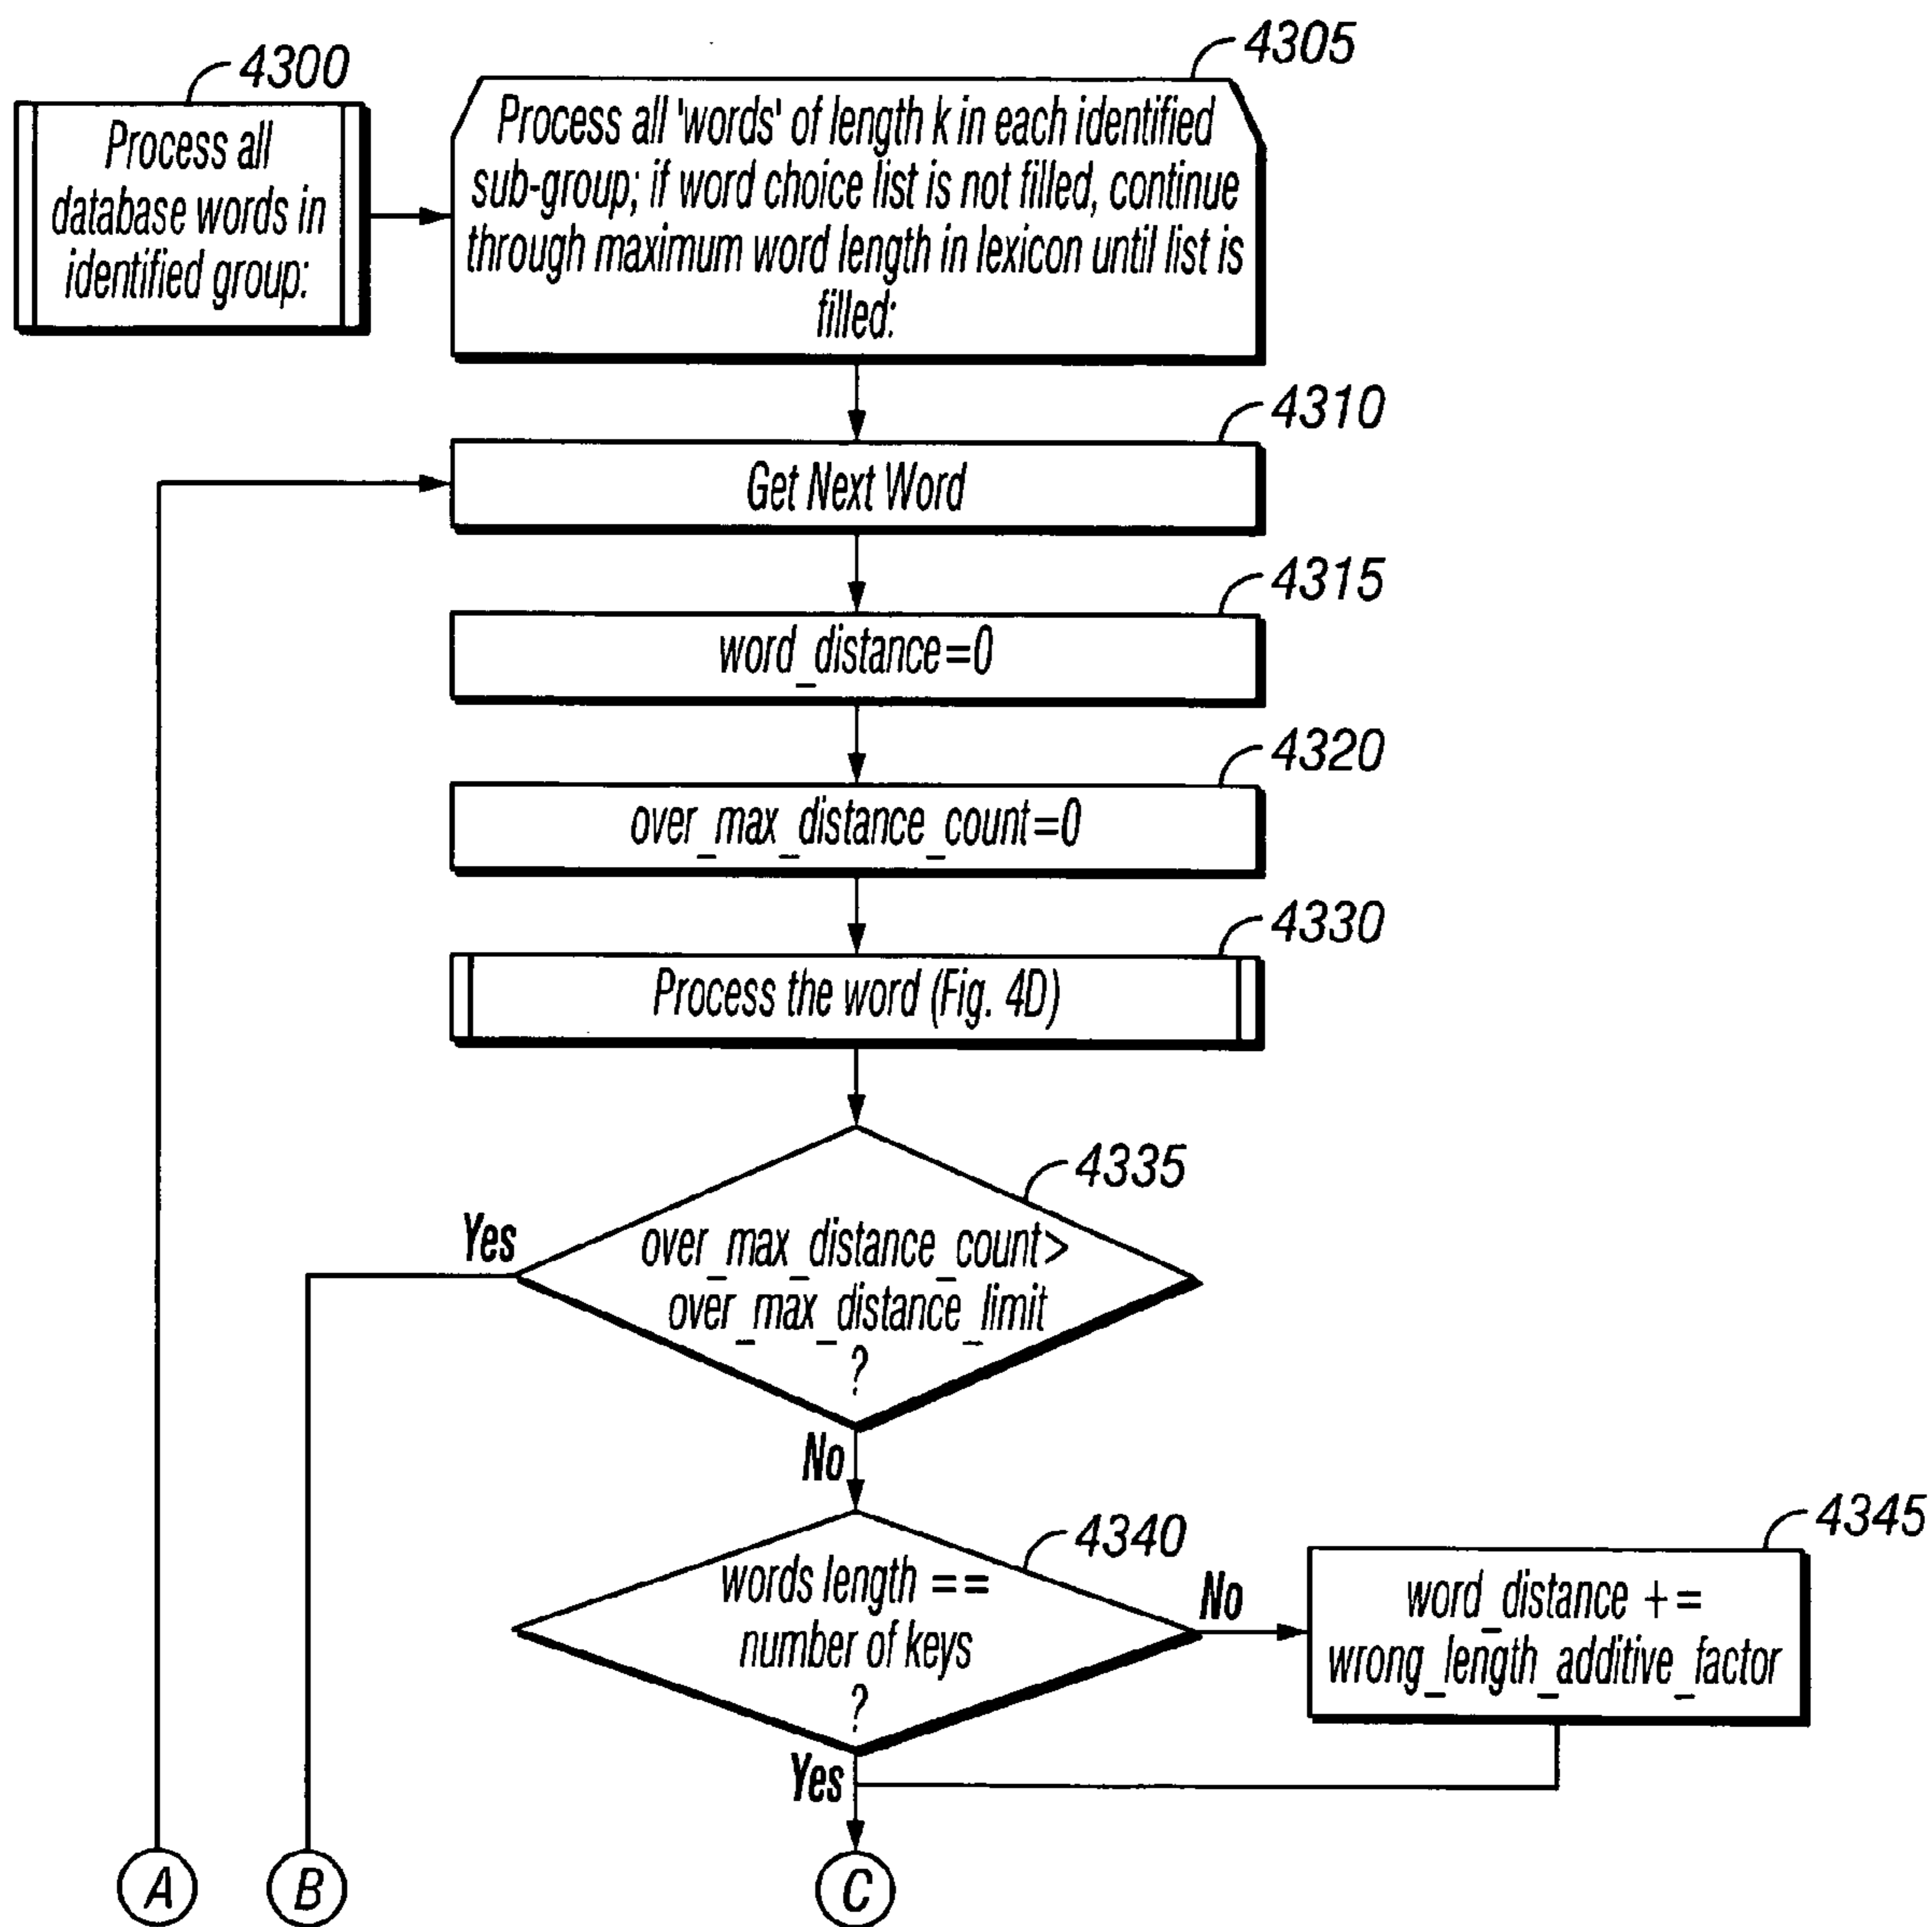 4300
Process all
database words in
identified group:
4305
Process all 'words' of length k in each identified
sub-group; if word choice list is not filled, continue
through maximum word length in lexicon until list is
filled:
4310
Get Next Word
4315
word_distance=0
4320
over_max_distance_count=0
4330
Process the word (Fig. 4D)
4335
over_max_distance_count>
over_max_distance_limit
?
Yes
No
4340
words length ==
number of keys
?
No
Yes
4345
word_distance +=
wrong_length_additive_factor
A
B
C